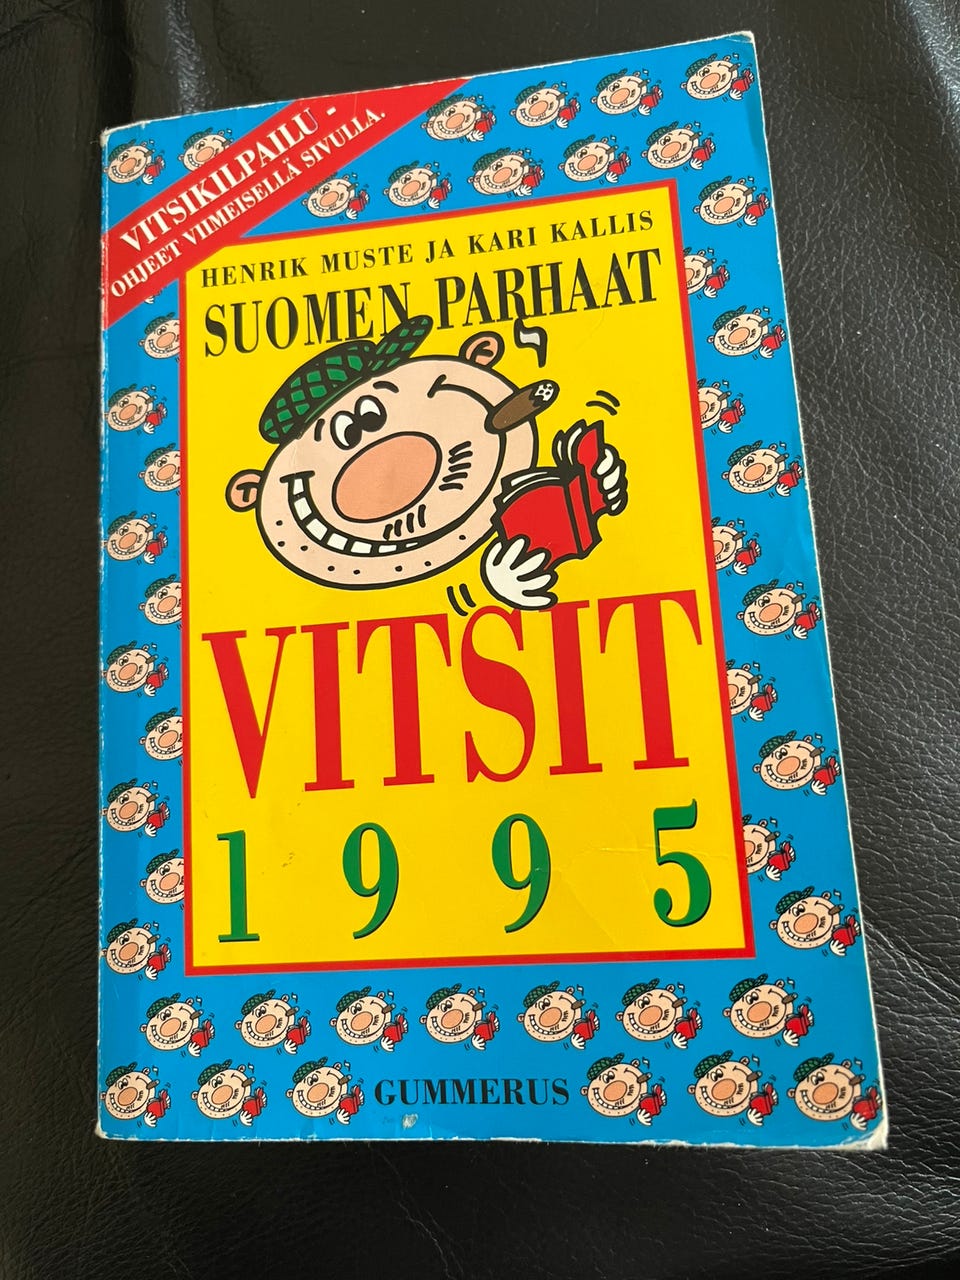 VITSIKILPAILU -
OHJEET VIIMEISELLÄ SIVULLA.
HENRIK MUSTE JA KARI KALLIS
SUOMEN PARHAAT
VITSIT
1995
GUMMERUS